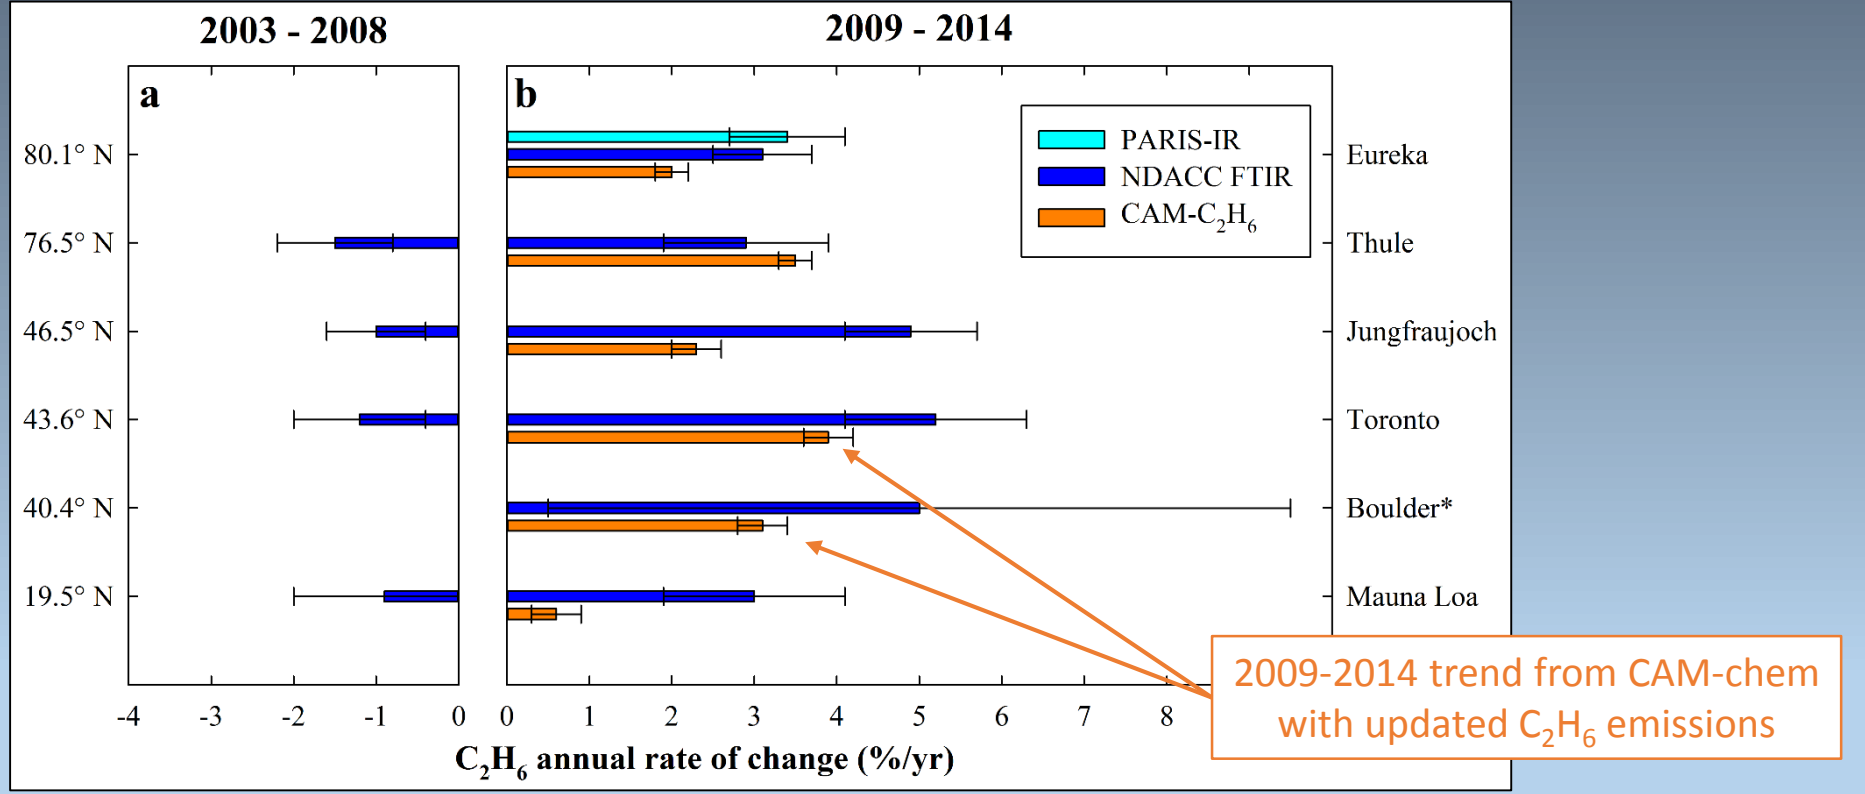 2003 - 2008
2009 - 2014
a
b
PARIS-IR
NDACC FTIR
CAM-C₂H₆
80.1° N
Eureka
76.5° N
Thule
46.5° N
Jungfraujoch
43.6° N
Toronto
40.4° N
Boulder*
19.5° N
Mauna Loa
-4 -3 -2 -1 0
0 1 2 3 4 5 6 7 8
C₂H₆ annual rate of change (%/yr)
2009-2014 trend from CAM-chem
with updated C₂H₆ emissions